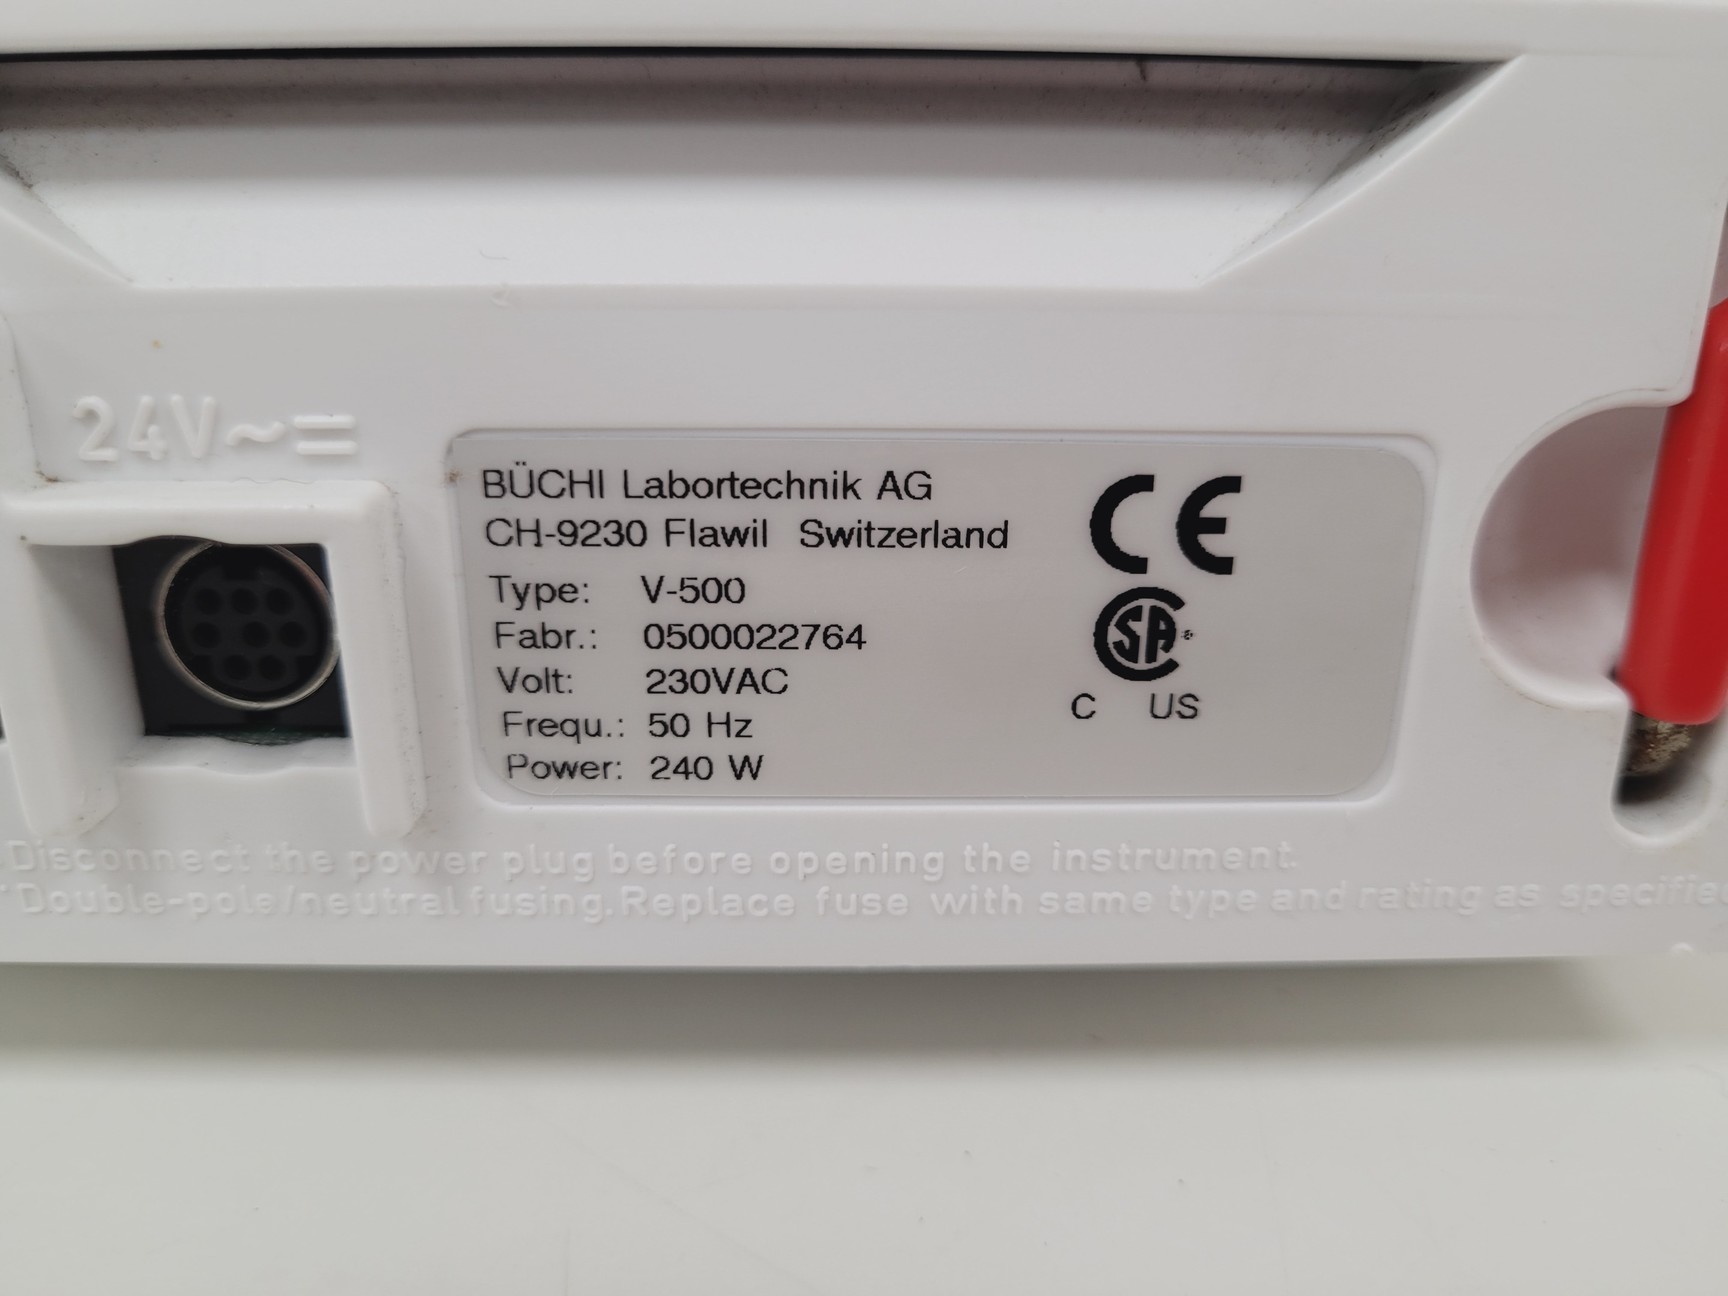 24V~=
BÜCHI Labortechnik AG
CH-9230 Flawil Switzerland
Type: V-500
Fabr.: 0500022764
Volt: 230VAC
Frequ.: 50 Hz
Power: 240 W
CE
SA®
C US
Disconnect the power plug before opening the instrument.
Double-pole/neutral fusing. Replace fuse with same type and rating as specified